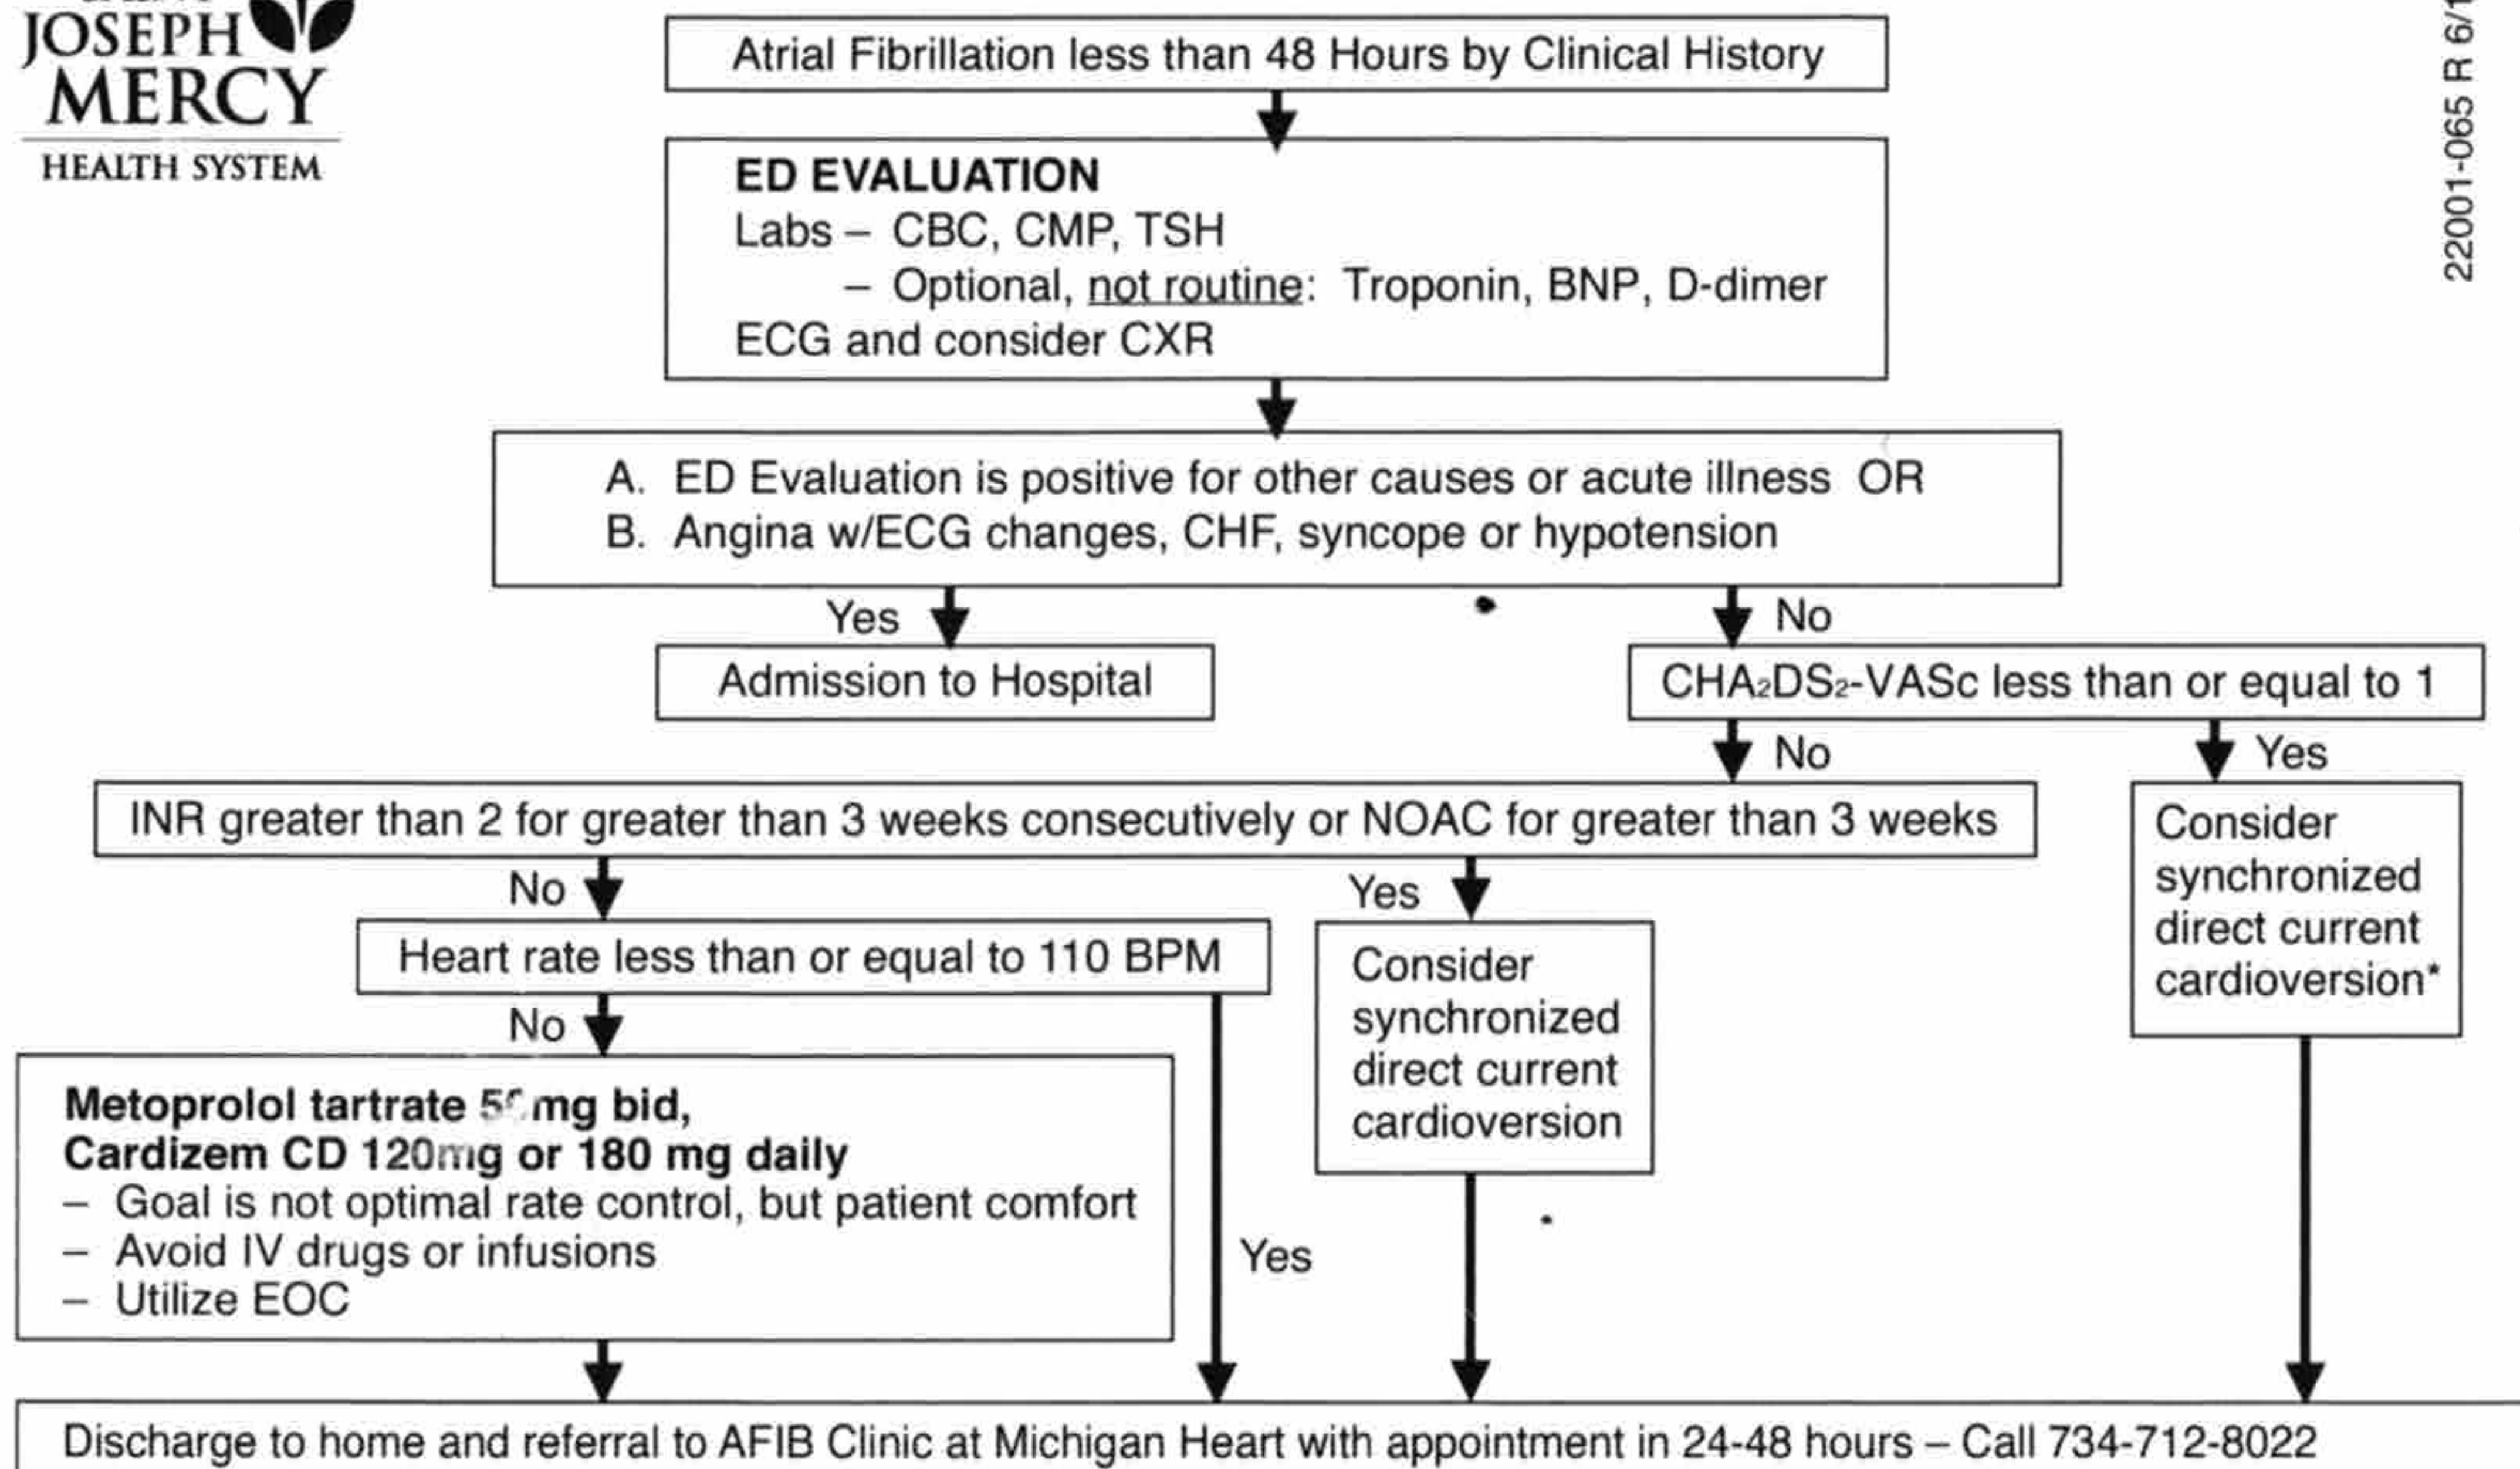 JOSEPH
MERCY
HEALTH SYSTEM
22001-065 R 6/1
Atrial Fibrillation less than 48 Hours by Clinical History
ED EVALUATION
Labs – CBC, CMP, TSH
– Optional, not routine: Troponin, BNP, D-dimer
ECG and consider CXR
A. ED Evaluation is positive for other causes or acute illness OR
B. Angina w/ECG changes, CHF, syncope or hypotension
Yes
No
Admission to Hospital
CHA₂DS₂-VASc less than or equal to 1
No
Yes
INR greater than 2 for greater than 3 weeks consecutively or NOAC for greater than 3 weeks
Consider
synchronized
direct current
cardioversion*
No
Yes
Heart rate less than or equal to 110 BPM
Consider
synchronized
direct current
cardioversion
No
Yes
Metoprolol tartrate mg bid,
Cardizem CD 120mg or 180 mg daily
– Goal is not optimal rate control, but patient comfort
– Avoid IV drugs or infusions
– Utilize EOC
Discharge to home and referral to AFIB Clinic at Michigan Heart with appointment in 24-48 hours – Call 734-712-8022